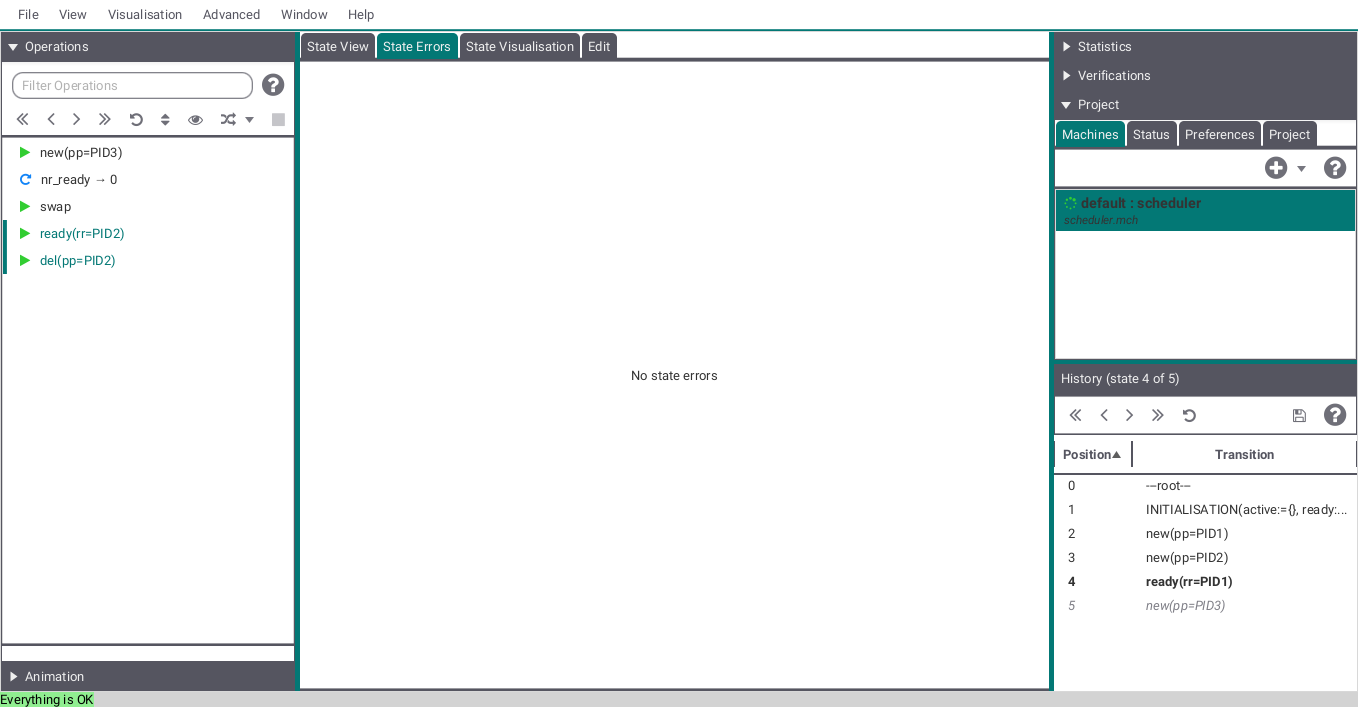 File View Visualisation Advanced Window Help
Operations
Filter Operations
new(pp=PID3)
nr_ready → 0
swap
ready(rr=PID2)
del(pp=PID2)
Animation
State View State Errors State Visualisation Edit
No state errors
Statistics
Verifications
Project
Machines Status Preferences Project
default : scheduler
scheduler.mch
History (state 4 of 5)
Position Transition
0 ---root---
1 INITIALISATION(active:={}, ready:...
2 new(pp=PID1)
3 new(pp=PID2)
4 ready(rr=PID1)
5 new(pp=PID3)
Everything is OK